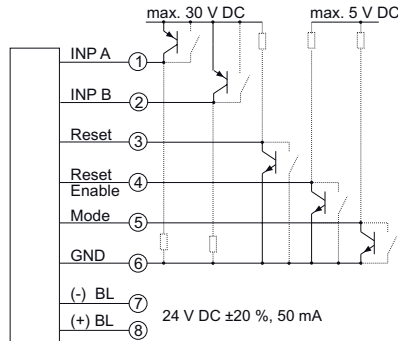 max. 30 V DC
max. 5 V DC
INP A 1
INP B 2
Reset 3
Reset
Enable 4
Mode 5
GND 6
(-) BL 7
(+) BL 8
24 V DC ±20 %, 50 mA